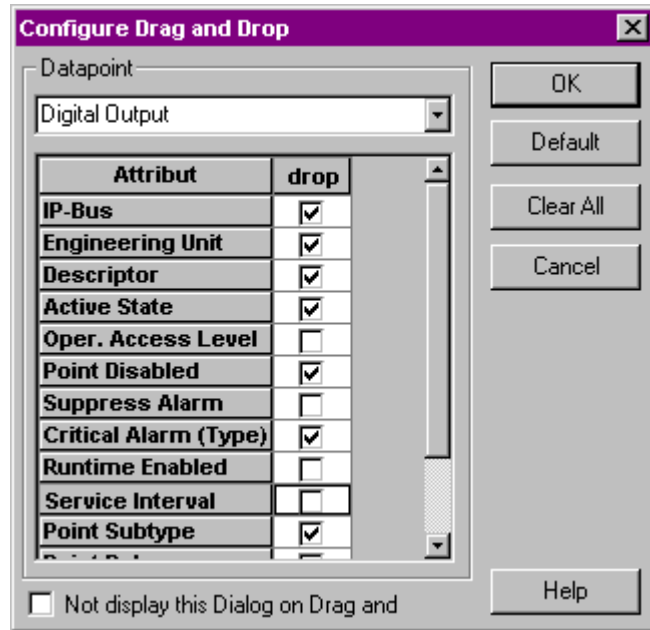 Configure Drag and Drop
Datapoint
Digital Output
OK
Default
Clear All
Cancel
Attribut drop
IP-Bus
Engineering Unit
Descriptor
Active State
Oper. Access Level
Point Disabled
Suppress Alarm
Critical Alarm (Type)
Runtime Enabled
Service Interval
Point Subtype
Not display this Dialog on Drag and
Help